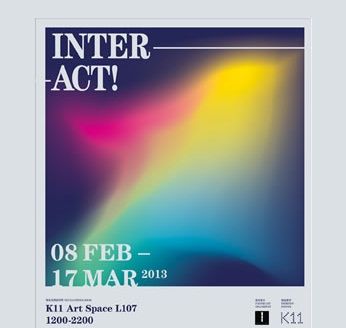 INTER
-ACT!
08 FEB –
17 MAR 2013
K11 Art Space L107
1200-2200
K11